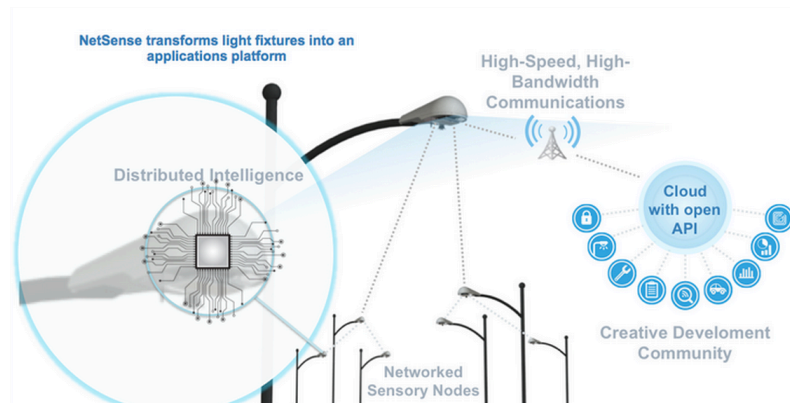 NetSense transforms light fixtures into an
applications platform
High-Speed, High-
Bandwidth
Communications
Distributed Intelligence
Cloud
with open
API
Creative Develoment
Community
Networked
Sensory Nodes